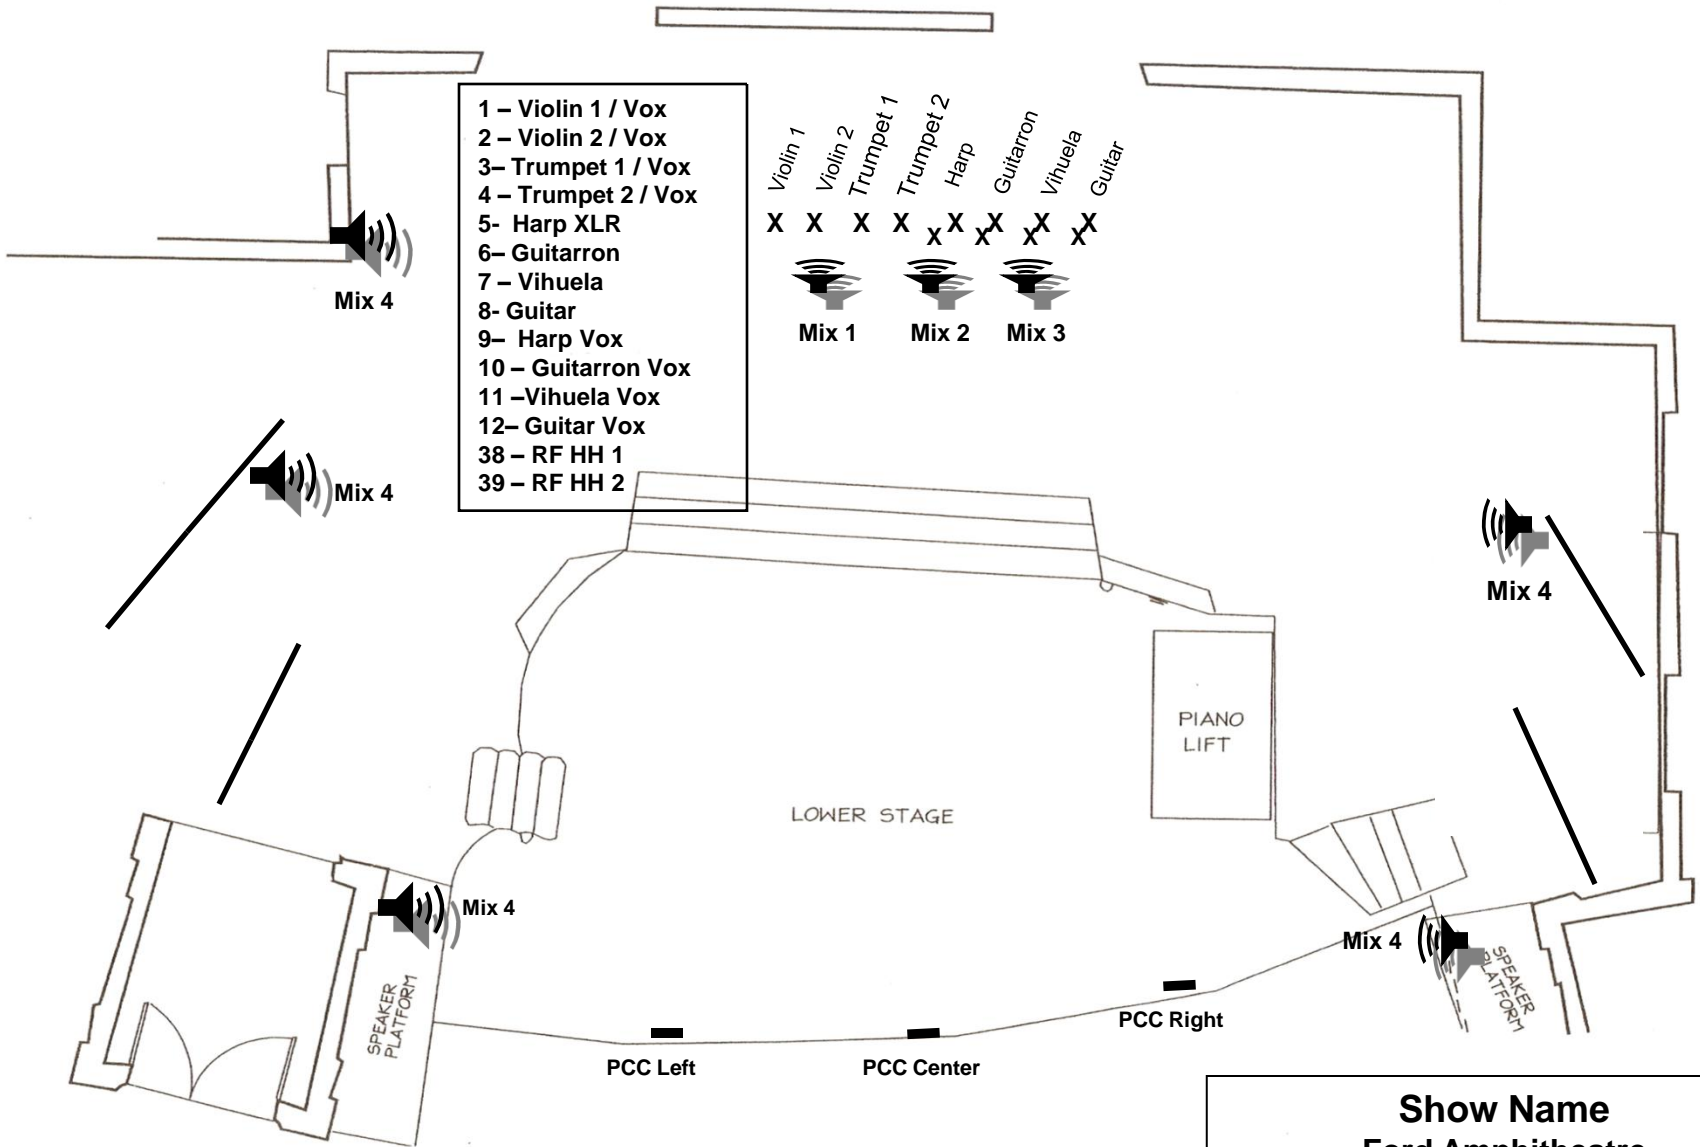 1 – Violin 1 / Vox
2 – Violin 2 / Vox
3– Trumpet 1 / Vox
4 – Trumpet 2 / Vox
5-  Harp XLR
6– Guitarron
7 – Vihuela
8- Guitar
9–  Harp Vox
10 – Guitarron Vox
11 –Vihuela Vox
12– Guitar Vox
38 – RF HH 1
39 – RF HH 2
Violin 1
Violin 2
Trumpet 1
Trumpet 2
Harp
Guitarron
Vihuela
Guitar
X X X X X X X X
X X X X
Mix 1
Mix 2
Mix 3
Mix 4
Mix 4
Mix 4
PIANO
LIFT
LOWER STAGE
Mix 4
Mix 4
SPEAKER
PLATFORM
SPEAKER
PLATFORM
PCC Left
PCC Center
PCC Right
Show Name